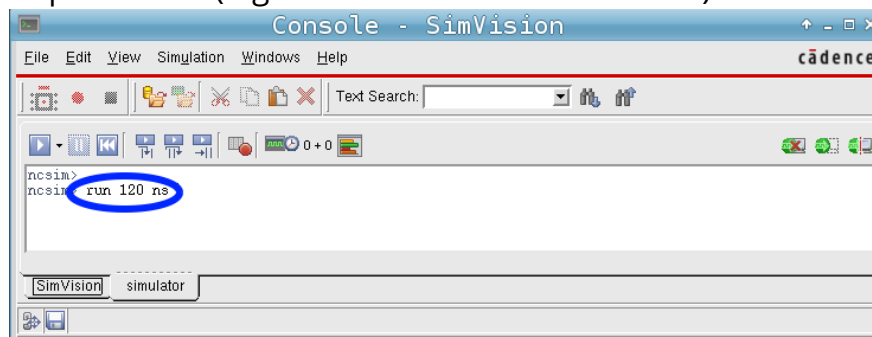 Console - SimVision
File Edit View Simulation Windows Help
cādence
Text Search:
0 + 0
ncsim>
ncsim> run 120 ns
SimVision simulator